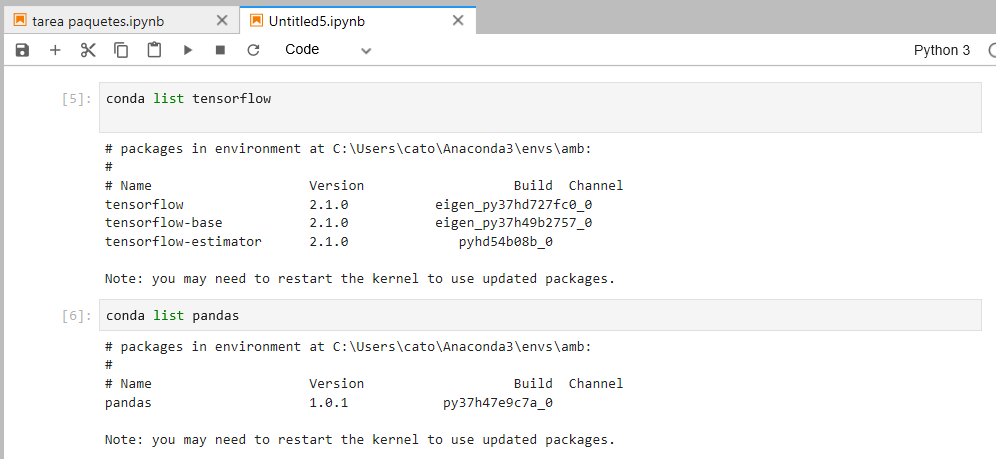 tarea paquetes.ipynb
Untitled5.ipynb
Code
Python 3
[5]: conda list tensorflow
# packages in environment at C:\Users\cato\Anaconda3\envs\amb:
#
# Name Version Build Channel
tensorflow 2.1.0 eigen_py37hd727fc0_0
tensorflow-base 2.1.0 eigen_py37h49b2757_0
tensorflow-estimator 2.1.0 pyhd54b08b_0
Note: you may need to restart the kernel to use updated packages.
[6]: conda list pandas
# packages in environment at C:\Users\cato\Anaconda3\envs\amb:
#
# Name Version Build Channel
pandas 1.0.1 py37h47e9c7a_0
Note: you may need to restart the kernel to use updated packages.